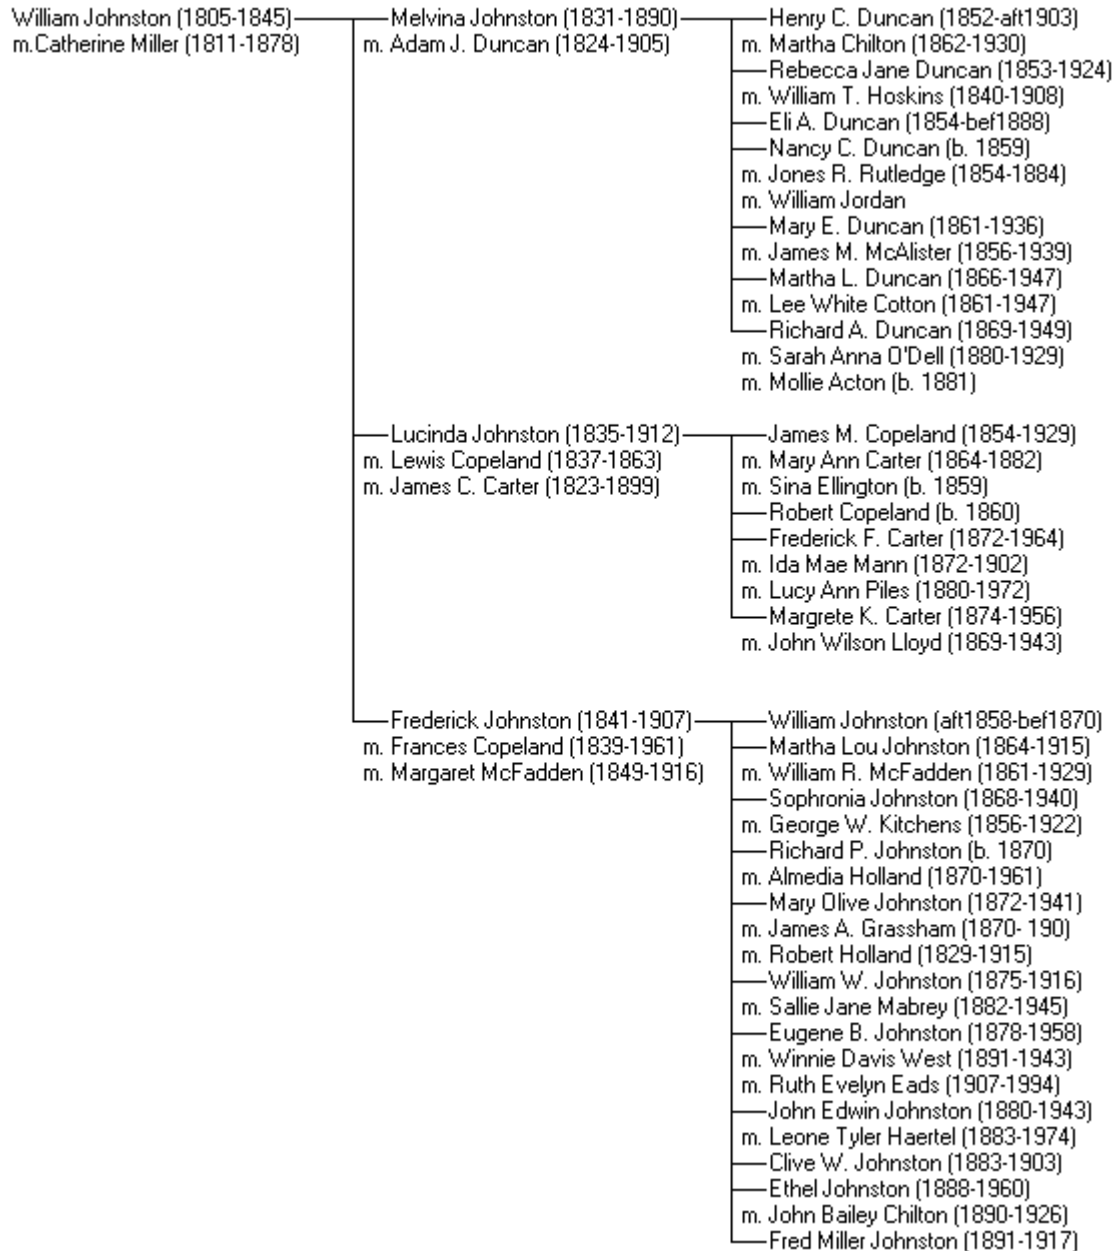 William Johnston (1805-1845)
m.Catherine Miller (1811-1878)
Melvina Johnston (1831-1890)
m. Adam J. Duncan (1824-1905)
Henry C. Duncan (1852-aft1903)
m. Martha Chilton (1862-1930)
Rebecca Jane Duncan (1853-1924)
m. William T. Hoskins (1840-1908)
Eli A. Duncan (1854-bef1888)
Nancy C. Duncan (b. 1859)
m. Jones R. Rutledge (1854-1884)
m. William Jordan
Mary E. Duncan (1861-1936)
m. James M. McAlister (1856-1939)
Martha L. Duncan (1866-1947)
m. Lee White Cotton (1861-1947)
Richard A. Duncan (1869-1949)
m. Sarah Anna O'Dell (1880-1929)
m. Mollie Acton (b. 1881)
Lucinda Johnston (1835-1912)
m. Lewis Copeland (1837-1863)
m. James C. Carter (1823-1899)
James M. Copeland (1854-1929)
m. Mary Ann Carter (1864-1882)
m. Sina Ellington (b. 1859)
Robert Copeland (b. 1860)
Frederick F. Carter (1872-1964)
m. Ida Mae Mann (1872-1902)
m. Lucy Ann Piles (1880-1972)
Margrete K. Carter (1874-1956)
m. John Wilson Lloyd (1869-1943)
Frederick Johnston (1841-1907)
m. Frances Copeland (1839-1961)
m. Margaret McFadden (1849-1916)
William Johnston (aft1858-bef1870)
Martha Lou Johnston (1864-1915)
m. William R. McFadden (1861-1929)
Sophronia Johnston (1868-1940)
m. George W. Kitchens (1856-1922)
Richard P. Johnston (b. 1870)
m. Almedia Holland (1870-1961)
Mary Olive Johnston (1872-1941)
m. James A. Grassham (1870- 190)
m. Robert Holland (1829-1915)
William W. Johnston (1875-1916)
m. Sallie Jane Mabrey (1882-1945)
Eugene B. Johnston (1878-1958)
m. Winnie Davis West (1891-1943)
m. Ruth Evelyn Eads (1907-1994)
John Edwin Johnston (1880-1943)
m. Leone Tyler Haertel (1883-1974)
Clive W. Johnston (1883-1903)
Ethel Johnston (1888-1960)
m. John Bailey Chilton (1890-1926)
Fred Miller Johnston (1891-1917)